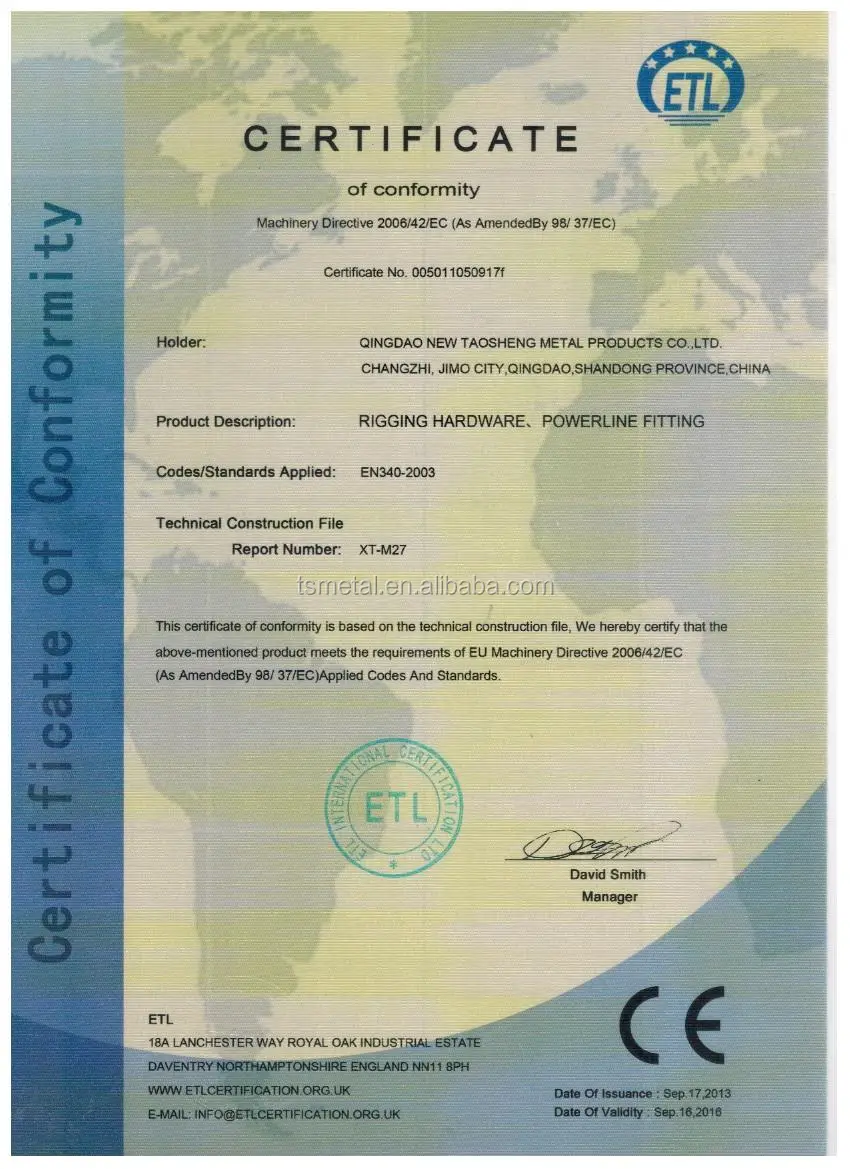 ETL
CERTIFICATE
of conformity
Machinery Directive 2006/42/EC (As AmendedBy 98/ 37/EC)
Certificate No. 005011050917f
Certificate of Conformity
Holder: QINGDAO NEW TAOSHENG METAL PRODUCTS CO.,LTD.
CHANGZHI, JIMO CITY,QINGDAO,SHANDONG PROVINCE,CHINA
Product Description: RIGGING HARDWARE、POWERLINE FITTING
Codes/Standards Applied: EN340-2003
Technical Construction File
Report Number: XT-M27
tsmetal.en.alibaba.com
This certificate of conformity is based on the technical construction file, We hereby certify that the
above-mentioned product meets the requirements of EU Machinery Directive 2006/42/EC
(As AmendedBy 98/ 37/EC)Applied Codes And Standards.
ETL INTERNATIONAL CERTIFICATION LTD
ETL
*
David Smith
Manager
ETL
18A LANCHESTER WAY ROYAL OAK INDUSTRIAL ESTATE
DAVENTRY NORTHAMPTONSHIRE ENGLAND NN11 8PH
WWW.ETLCERTIFICATION.ORG.UK
E-MAIL: INFO@ETLCERTIFICATION.ORG.UK
CE
Date Of Issuance : Sep.17,2013
Date Of Validity : Sep.16,2016